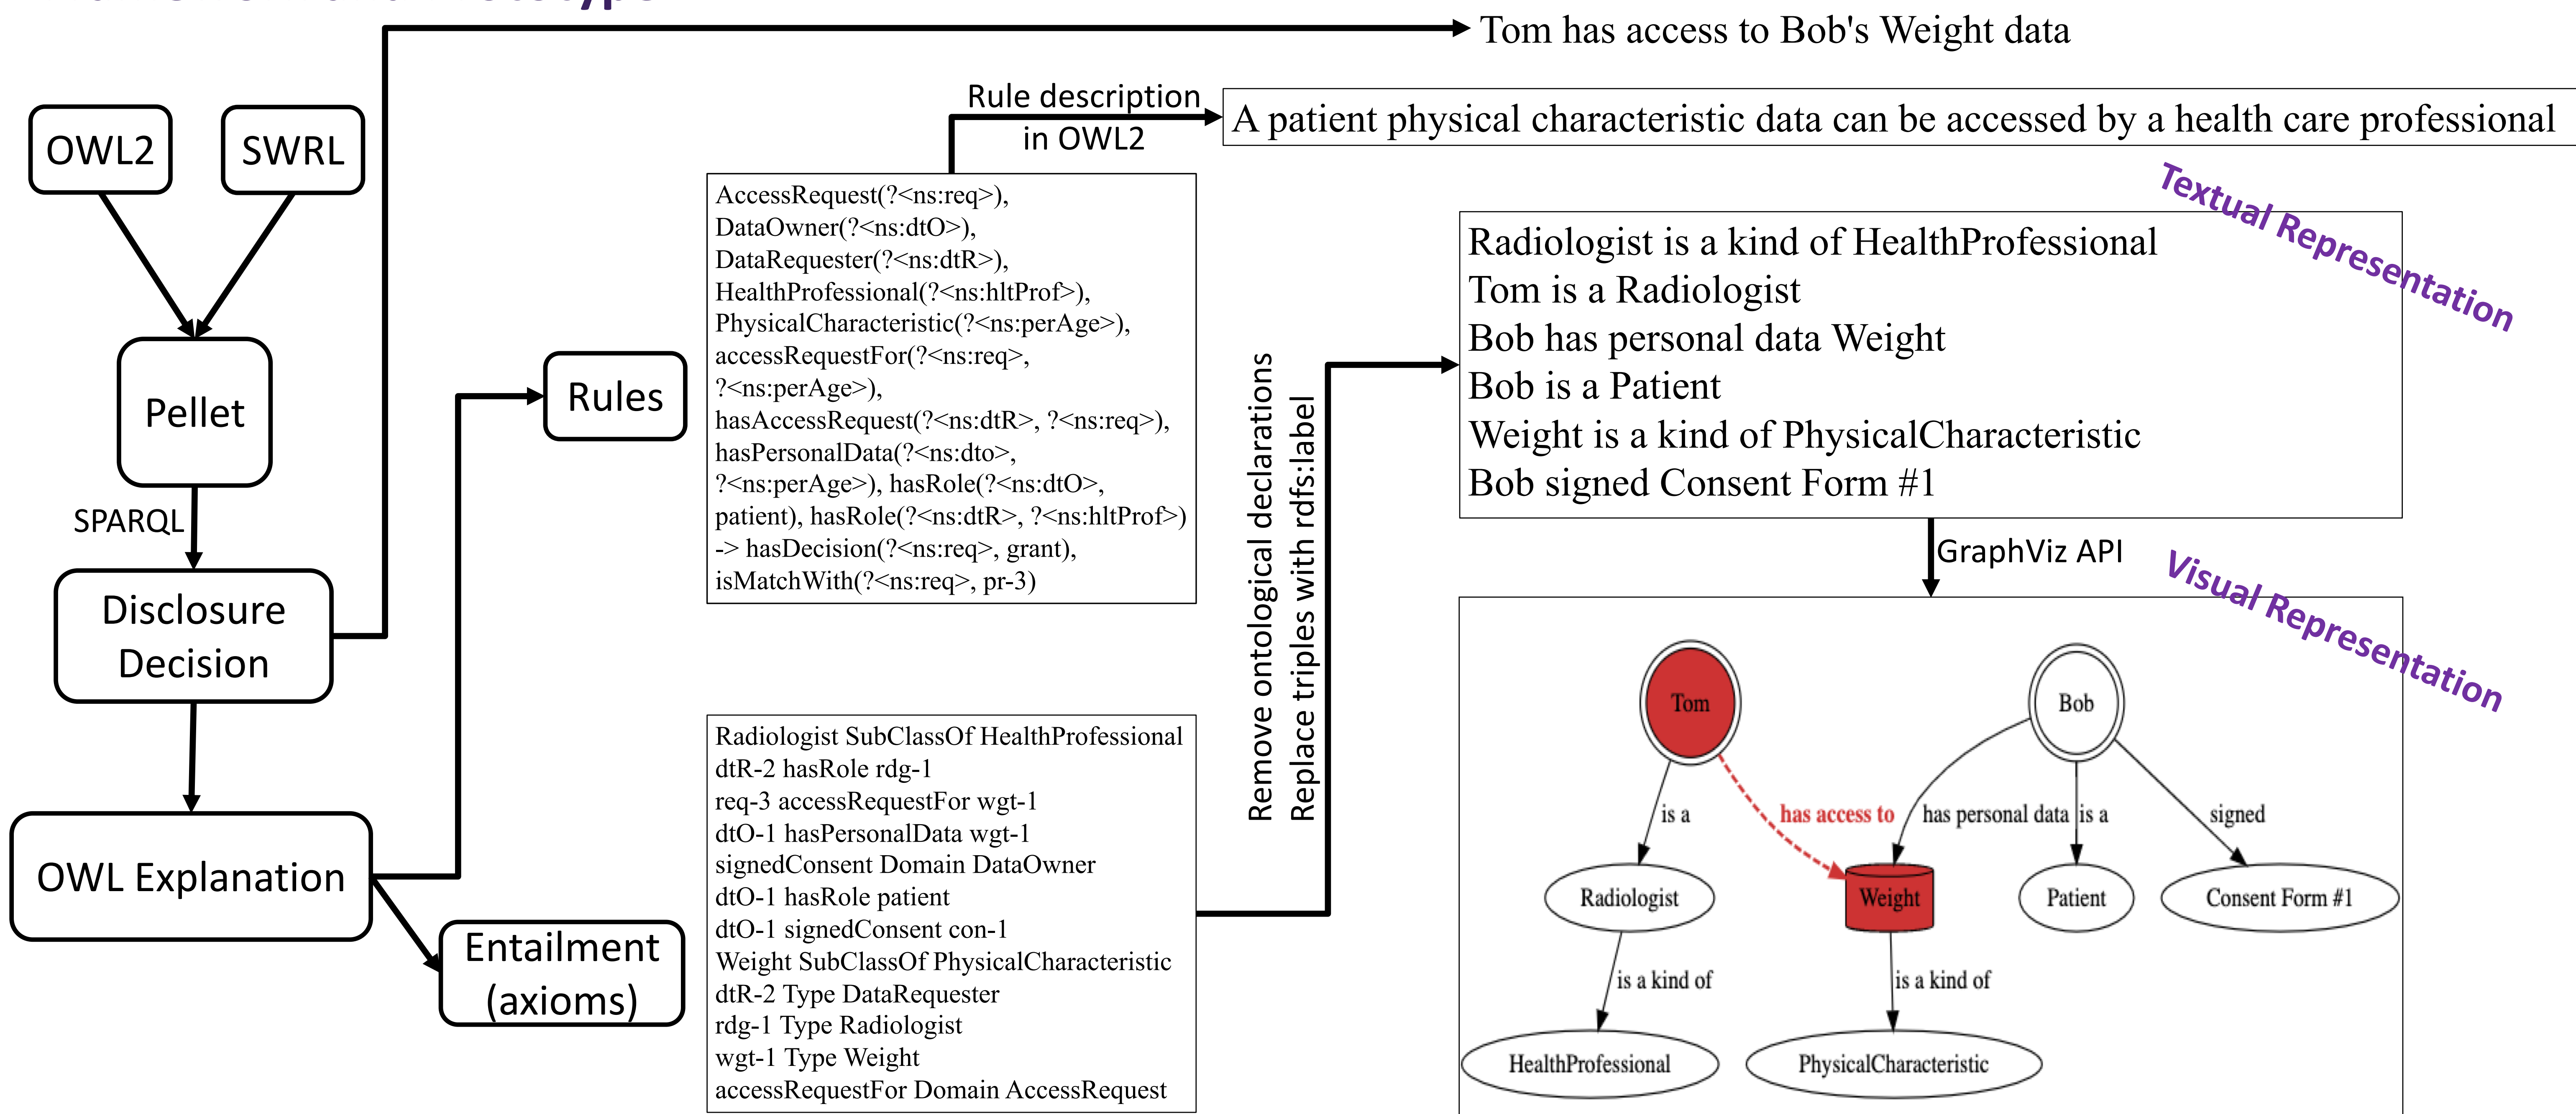 Tom has access to Bob's Weight data
OWL2
SWRL
Pellet
SPARQL
Disclosure
Decision
OWL Explanation
Rules
Entailment
(axioms)
Rule description
in OWL2
A patient physical characteristic data can be accessed by a health care professional
AccessRequest(?<ns:req>),
DataOwner(?<ns:dtO>),
DataRequester(?<ns:dtR>),
HealthProfessional(?<ns:hltProf>),
PhysicalCharacteristic(?<ns:perAge>),
accessRequestFor(?<ns:req>,
?<ns:perAge>),
hasAccessRequest(?<ns:dtR>, ?<ns:req>),
hasPersonalData(?<ns:dto>,
?<ns:perAge>), hasRole(?<ns:dtO>,
patient), hasRole(?<ns:dtR>, ?<ns:hltProf>)
-> hasDecision(?<ns:req>, grant),
isMatchWith(?<ns:req>, pr-3)
Radiologist SubClassOf HealthProfessional
dtR-2 hasRole rdg-1
req-3 accessRequestFor wgt-1
dtO-1 hasPersonalData wgt-1
signedConsent Domain DataOwner
dtO-1 hasRole patient
dtO-1 signedConsent con-1
Weight SubClassOf PhysicalCharacteristic
dtR-2 Type DataRequester
rdg-1 Type Radiologist
wgt-1 Type Weight
accessRequestFor Domain AccessRequest
Remove ontological declarations
Replace triples with rdfs:label
Textual Representation
Radiologist is a kind of HealthProfessional
Tom is a Radiologist
Bob has personal data Weight
Bob is a Patient
Weight is a kind of PhysicalCharacteristic
Bob signed Consent Form #1
GraphViz API
Visual Representation
Tom
Bob
is a
has access to
has personal data
is a
signed
Radiologist
Weight
Patient
Consent Form #1
is a kind of
is a kind of
HealthProfessional
PhysicalCharacteristic